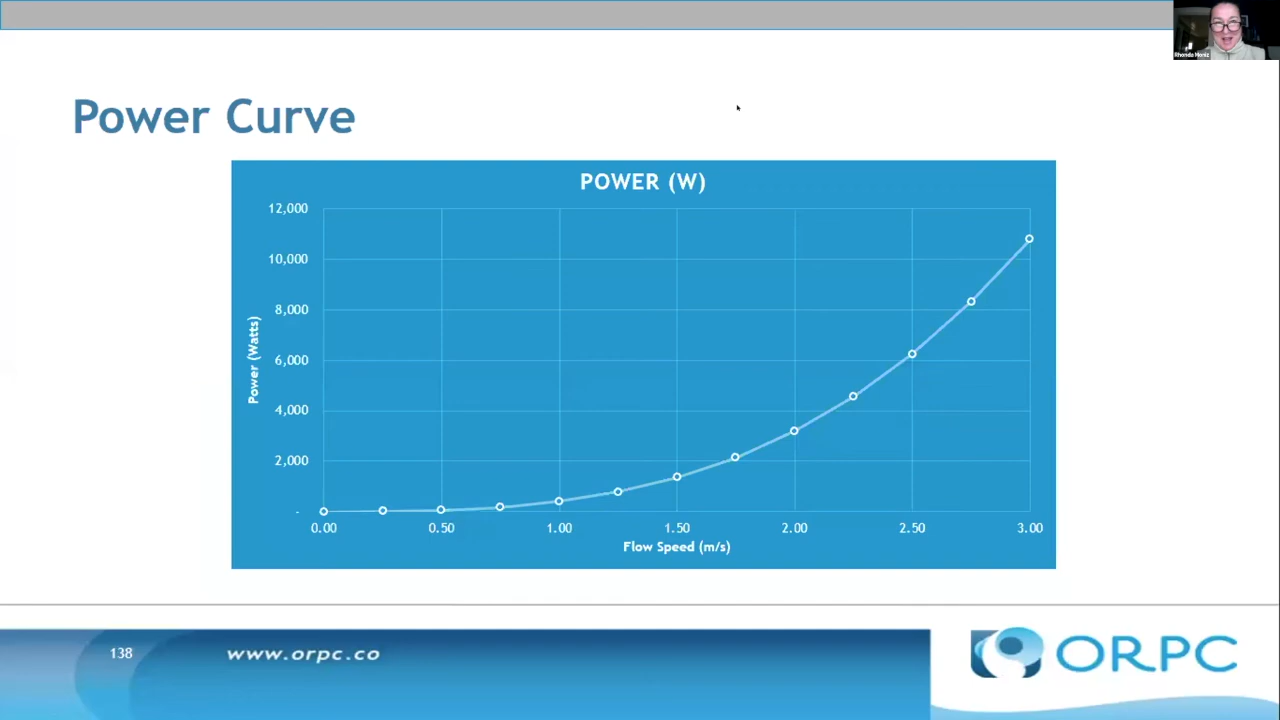 Rhonda Moniz
Power Curve
POWER (W)
12,000
10,000
8,000
6,000
4,000
2,000
-
Power (Watts)
0.00 0.50 1.00 1.50 2.00 2.50 3.00
Flow Speed (m/s)
138 www.orpc.co
ORPC